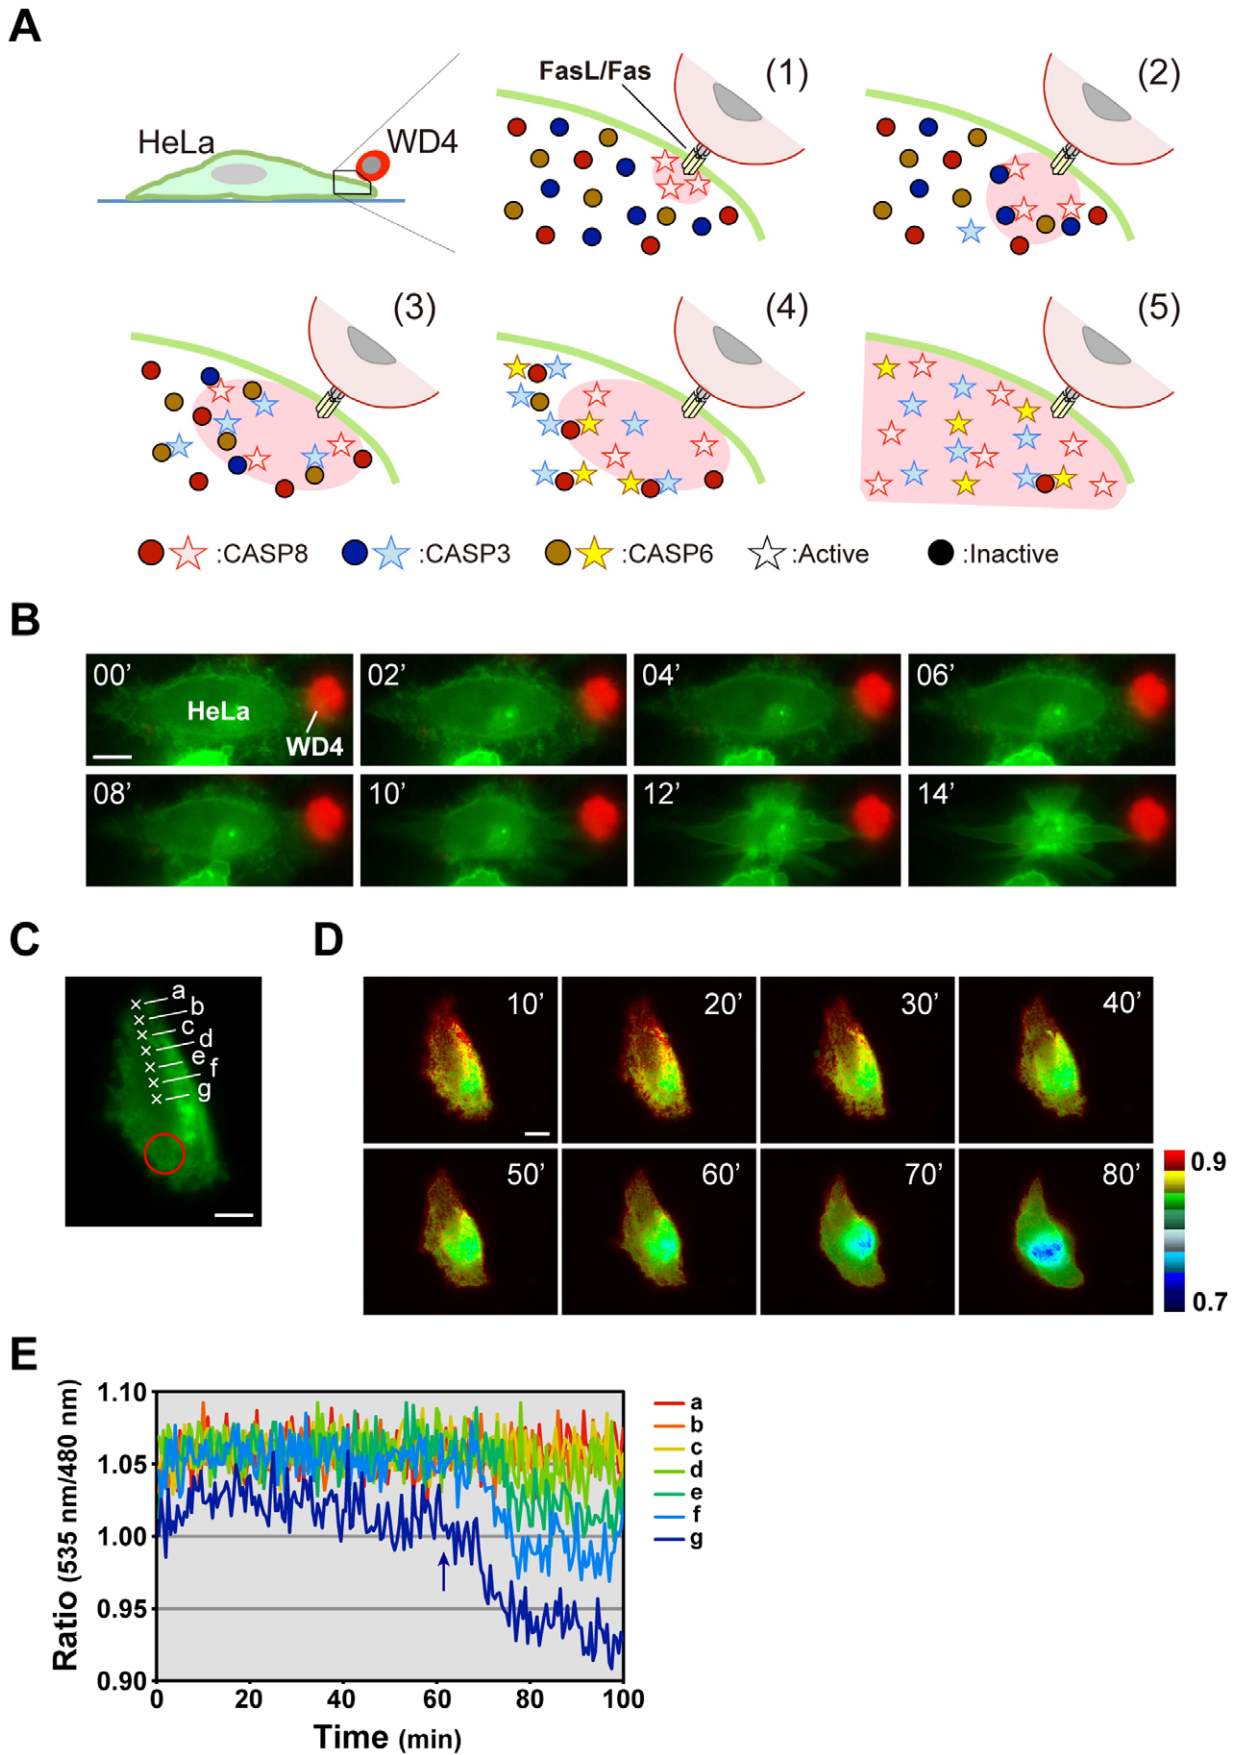 A
HeLa
WD4
FasL/Fas
(1)
(2)
(3)
(4)
(5)
:CASP8
:CASP3
:CASP6
:Active
:Inactive
B
00’
02’
04’
06’
HeLa
WD4
08’
10’
12’
14’
C
a
b
c
d
e
f
g
D
10’
20’
30’
40’
50’
60’
70’
80’
0.9
0.7
E
Ratio (535 nm/480 nm)
1.10
1.05
1.00
0.95
0.90
0
20
40
60
80
100
Time (min)
a
b
c
d
e
f
g